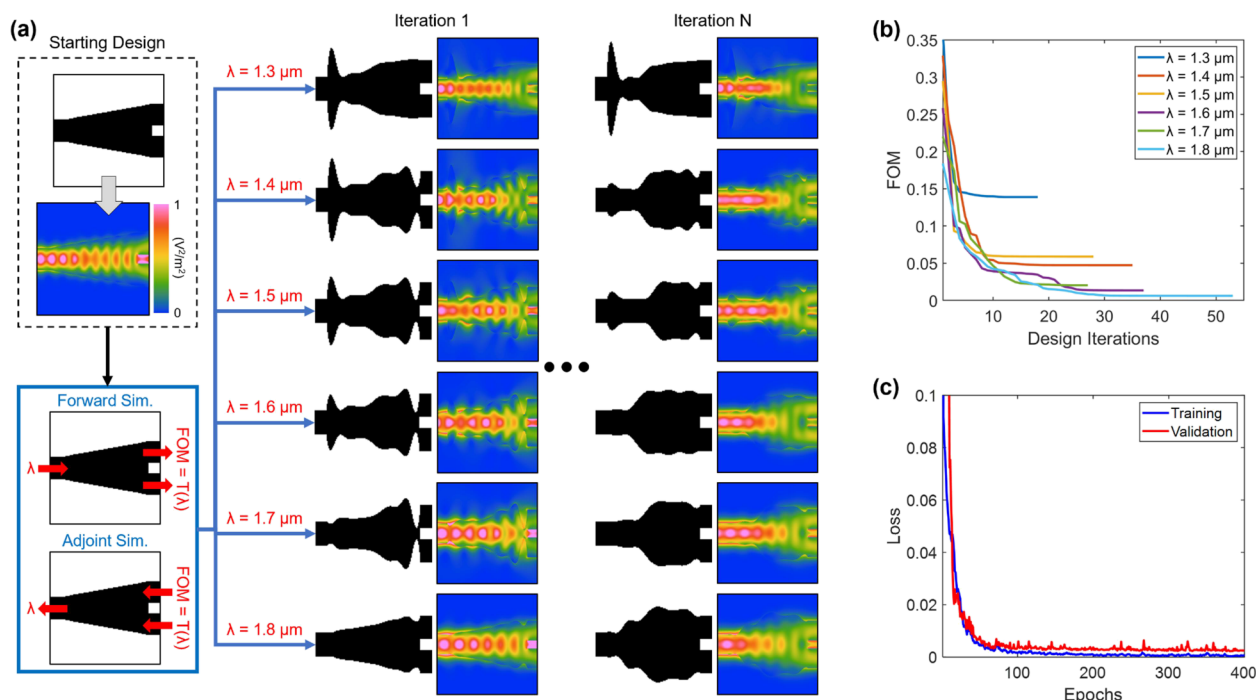 (a)
Starting Design
1
(V²/m²)
0
Forward Sim.
λ
FOM = T(λ)
Adjoint Sim.
λ
FOM = T(λ)
Iteration 1
Iteration N
λ = 1.3 µm
λ = 1.4 µm
λ = 1.5 µm
λ = 1.6 µm
λ = 1.7 µm
λ = 1.8 µm
(b)
0.35
0.3
0.25
0.2
0.15
0.1
0.05
0
FOM
10
20
30
40
50
Design Iterations
λ = 1.3 µm
λ = 1.4 µm
λ = 1.5 µm
λ = 1.6 µm
λ = 1.7 µm
λ = 1.8 µm
(c)
0.1
0.08
0.06
0.04
0.02
0
Loss
100
200
300
400
Epochs
Training
Validation